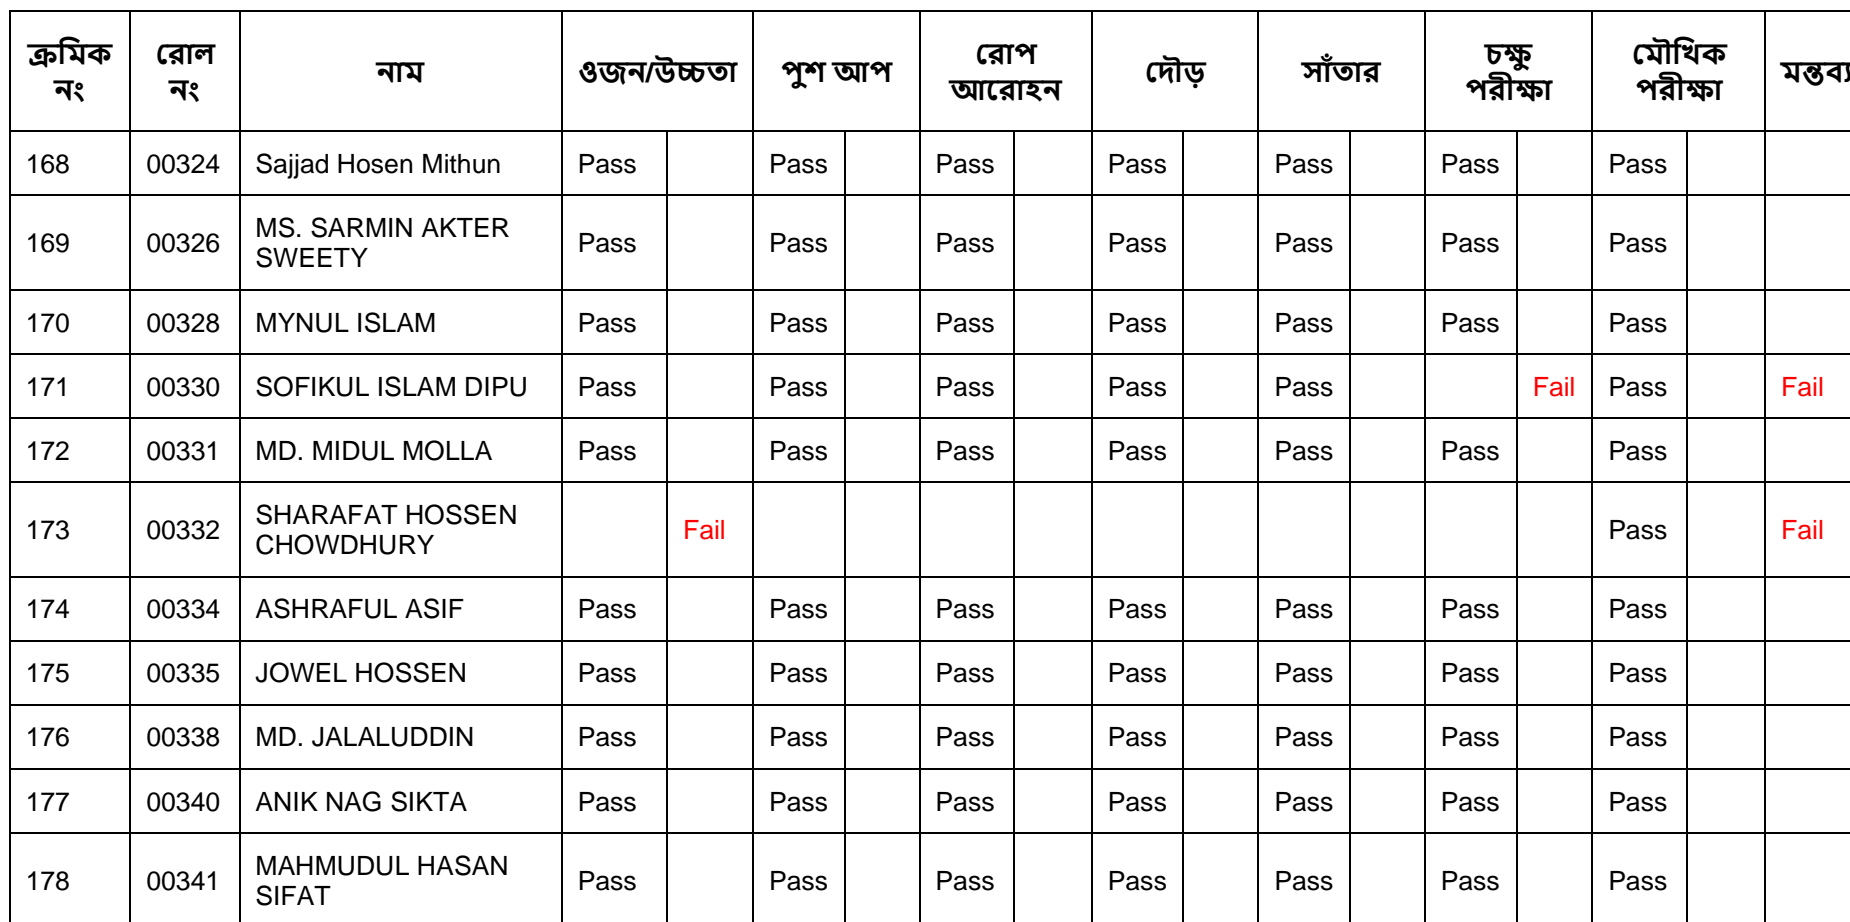 ক্রমিক নং রোল নং নাম ওজন/উচ্চতা পুশ আপ রোপ আরোহন দৌড় সাঁতার চক্ষু পরীক্ষা মৌখিক পরীক্ষা মন্তব্য
168 00324 Sajjad Hosen Mithun Pass Pass Pass Pass Pass Pass Pass
169 00326 MS. SARMIN AKTER SWEETY Pass Pass Pass Pass Pass Pass Pass
170 00328 MYNUL ISLAM Pass Pass Pass Pass Pass Pass Pass
171 00330 SOFIKUL ISLAM DIPU Pass Pass Pass Pass Pass Fail Pass Fail
172 00331 MD. MIDUL MOLLA Pass Pass Pass Pass Pass Pass Pass
173 00332 SHARAFAT HOSSEN CHOWDHURY Fail Pass Fail
174 00334 ASHRAFUL ASIF Pass Pass Pass Pass Pass Pass Pass
175 00335 JOWEL HOSSEN Pass Pass Pass Pass Pass Pass Pass
176 00338 MD. JALALUDDIN Pass Pass Pass Pass Pass Pass Pass
177 00340 ANIK NAG SIKTA Pass Pass Pass Pass Pass Pass Pass
178 00341 MAHMUDUL HASAN SIFAT Pass Pass Pass Pass Pass Pass Pass